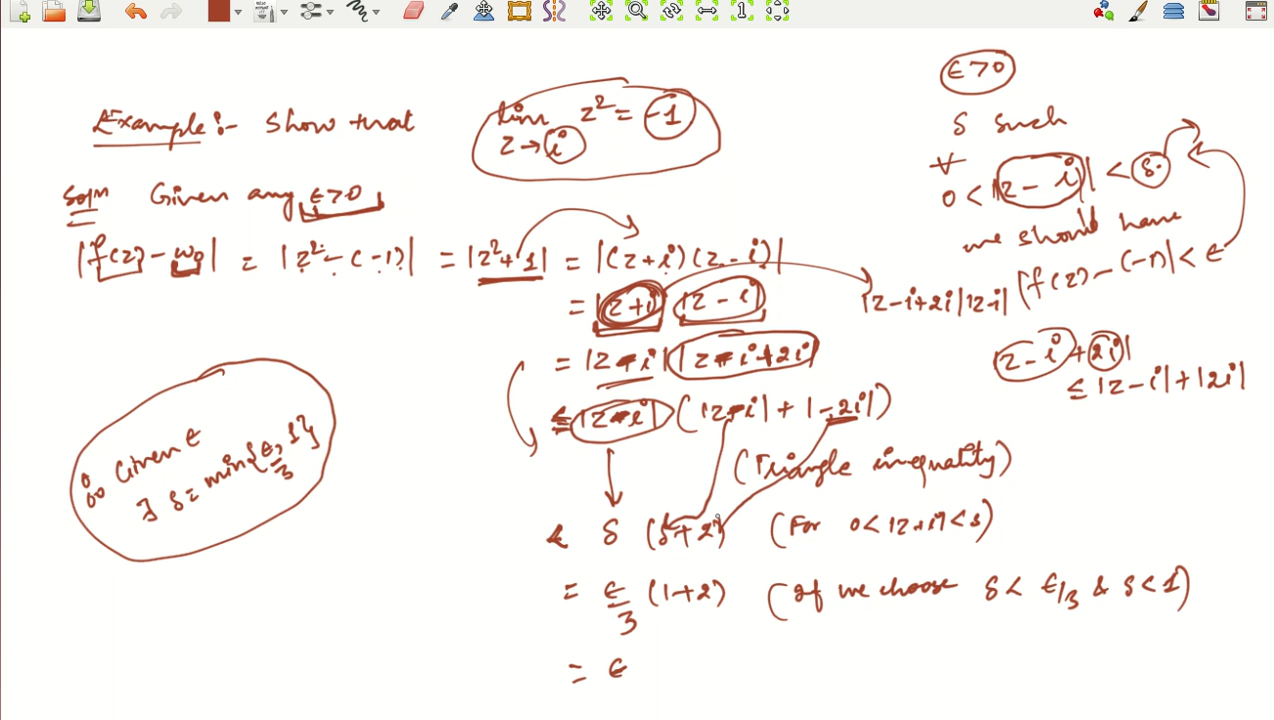 Example :- Show that lim z→i z² = -1
Soln Given any ε>0
|f(z) - w₀| = |z² - (-1)| = |z²+1| = |(z+i)(z-i)|
= |z+i| |z-i|
= |z-i| |z-i+2i|
≤ |z-i| (|z-i| + |-2i|)
(Triangle inequality)
< δ (δ+2) (For 0<|z+i|<δ)
= ε/3 (1+2) (If we choose δ< ε/3 & δ<1)
= ε
ε>0
δ such
∀
0 < |z-i| < δ
we should have
|f(z) - (-1)| < ε
|z-i+2i||z-i|
|z-i+2i|
≤ |z-i| + |2i|
∴ Given ε
∃ δ = min{ε/3, 1}